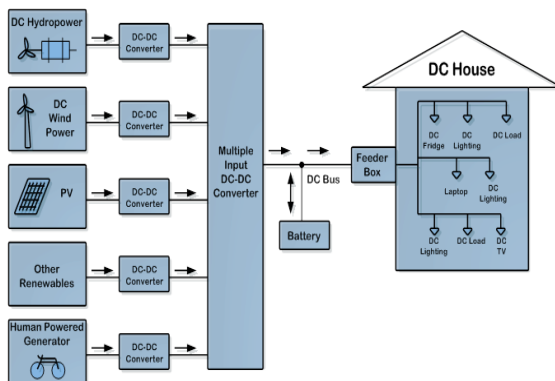 DC Hydropower
DC-DC
Converter
DC
Wind
Power
DC-DC
Converter
PV
DC-DC
Converter
Other
Renewables
DC-DC
Converter
Human Powered
Generator
DC-DC
Converter
Multiple
Input
DC-DC
Converter
DC Bus
Battery
Feeder
Box
DC House
DC
Fridge
DC
Lighting
DC Load
Laptop
DC
Lighting
DC
Lighting
DC Load
DC
TV